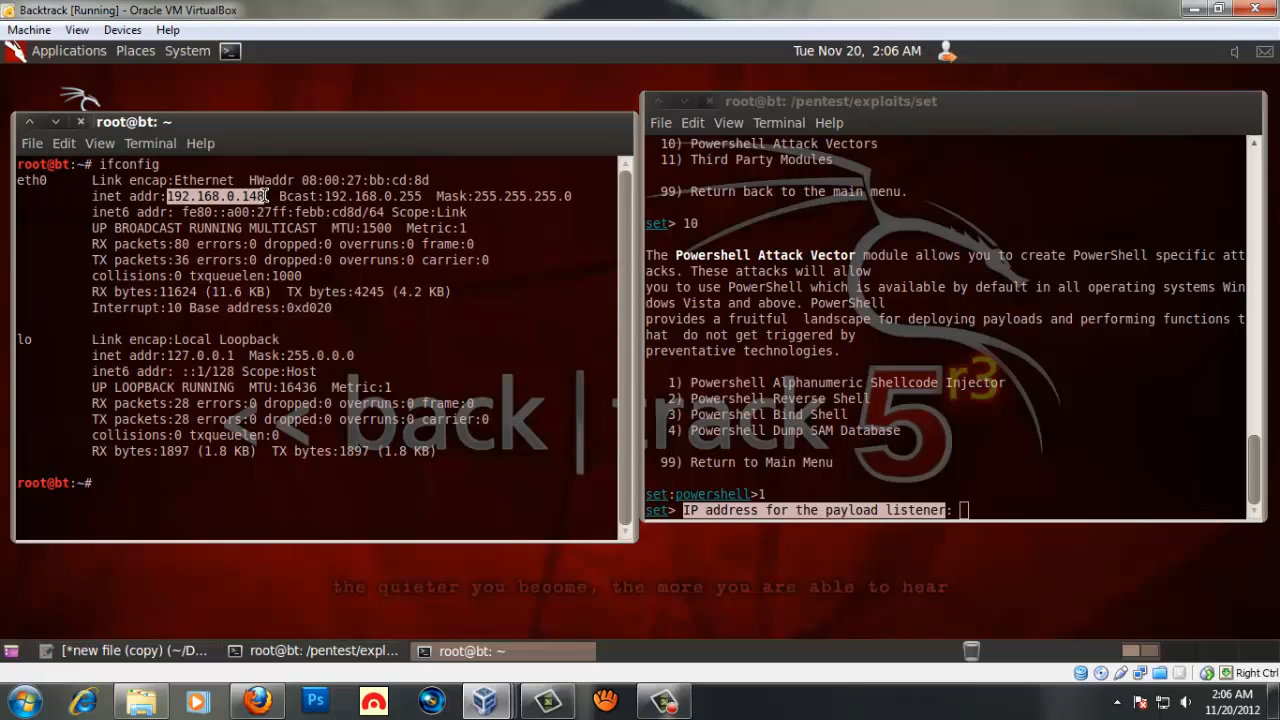 Backtrack [Running] - Oracle VM VirtualBox
Machine View Devices Help
Applications Places System
Tue Nov 20, 2:06 AM
root@bt: ~
File Edit View Terminal Help
root@bt:~# ifconfig
eth0 Link encap:Ethernet HWaddr 08:00:27:bb:cd:8d
inet addr:192.168.0.148 Bcast:192.168.0.255 Mask:255.255.255.0
inet6 addr: fe80::a00:27ff:febb:cd8d/64 Scope:Link
UP BROADCAST RUNNING MULTICAST MTU:1500 Metric:1
RX packets:80 errors:0 dropped:0 overruns:0 frame:0
TX packets:36 errors:0 dropped:0 overruns:0 carrier:0
collisions:0 txqueuelen:1000
RX bytes:11624 (11.6 KB) TX bytes:4245 (4.2 KB)
Interrupt:10 Base address:0xd020
lo Link encap:Local Loopback
inet addr:127.0.0.1 Mask:255.0.0.0
inet6 addr: ::1/128 Scope:Host
UP LOOPBACK RUNNING MTU:16436 Metric:1
RX packets:28 errors:0 dropped:0 overruns:0 frame:0
TX packets:28 errors:0 dropped:0 overruns:0 carrier:0
collisions:0 txqueuelen:0
RX bytes:1897 (1.8 KB) TX bytes:1897 (1.8 KB)
root@bt:~#
root@bt: /pentest/exploits/set
File Edit View Terminal Help
10) Powershell Attack Vectors
11) Third Party Modules
99) Return back to the main menu.
set> 10
The Powershell Attack Vector module allows you to create PowerShell specific att
acks. These attacks will allow
you to use PowerShell which is available by default in all operating systems Win
dows Vista and above. PowerShell
provides a fruitful landscape for deploying payloads and performing functions t
hat do not get triggered by
preventative technologies.
1) Powershell Alphanumeric Shellcode Injector
2) Powershell Reverse Shell
3) Powershell Bind Shell
4) Powershell Dump SAM Database
99) Return to Main Menu
set:powershell>1
set> IP address for the payload listener:
<< back | track 5 r3
the quieter you become, the more you are able to hear
[*new file (copy) (~/D... root@bt: /pentest/expl... root@bt: ~
Right Ctrl
Ps
2:06 AM
11/20/2012